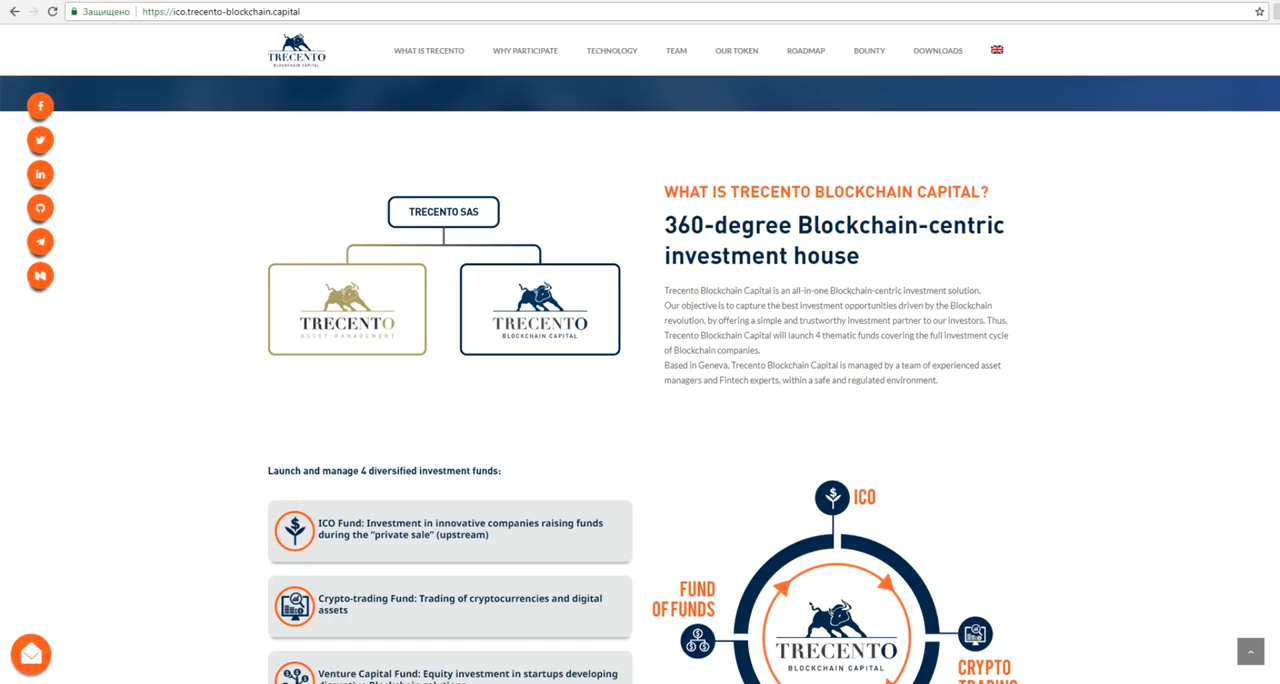 Защищено
https://ico.trecento-blockchain.capital
TRECENTO
BLOCKCHAIN CAPITAL
WHAT IS TRECENTO
WHY PARTICIPATE
TECHNOLOGY
TEAM
OUR TOKEN
ROADMAP
BOUNTY
DOWNLOADS
TRECENTO SAS
TRECENTO
ASSET MANAGEMENT
TRECENTO
BLOCKCHAIN CAPITAL
WHAT IS TRECENTO BLOCKCHAIN CAPITAL?
360-degree Blockchain-centric
investment house
Trecento Blockchain Capital is an all-in-one Blockchain-centric investment solution.
Our objective is to capture the best investment opportunities driven by the Blockchain
revolution, by offering a simple and trustworthy investment partner to our investors. Thus,
Trecento Blockchain Capital will launch 4 thematic funds covering the full investment cycle
of Blockchain companies.
Based in Geneva, Trecento Blockchain Capital is managed by a team of experienced asset
managers and Fintech experts, within a safe and regulated environment.
Launch and manage 4 diversified investment funds:
ICO Fund: Investment in innovative companies raising funds
during the "private sale" (upstream)
Crypto-trading Fund: Trading of cryptocurrencies and digital
assets
Venture Capital Fund: Equity investment in startups developing
ICO
FUND
OF FUNDS
TRECENTO
BLOCKCHAIN CAPITAL
CRYPTO